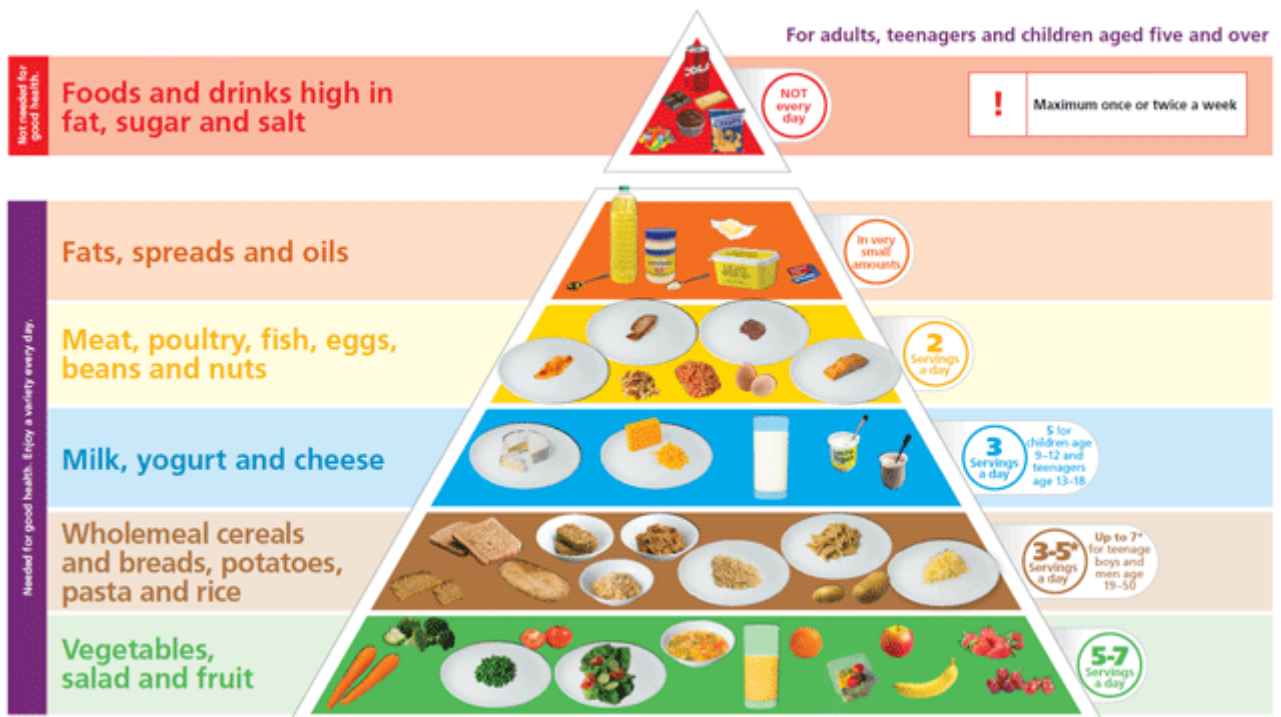 For adults, teenagers and children aged five and over
Not needed for
good health.
Foods and drinks high in
fat, sugar and salt
COLA
NOT
every
day
!
Maximum once or twice a week
Needed for good health. Enjoy a variety every day.
Fats, spreads and oils
In very
small
amounts
Meat, poultry, fish, eggs,
beans and nuts
2
Servings
a day
Milk, yogurt and cheese
3
Servings
a day
5 for
children age
9–12 and
teenagers
age 13–18
Wholemeal cereals
and breads, potatoes,
pasta and rice
3-5*
Servings
a day
Up to 7*
for teenage
boys and
men age
19–50
Vegetables,
salad and fruit
5-7
Servings
a day